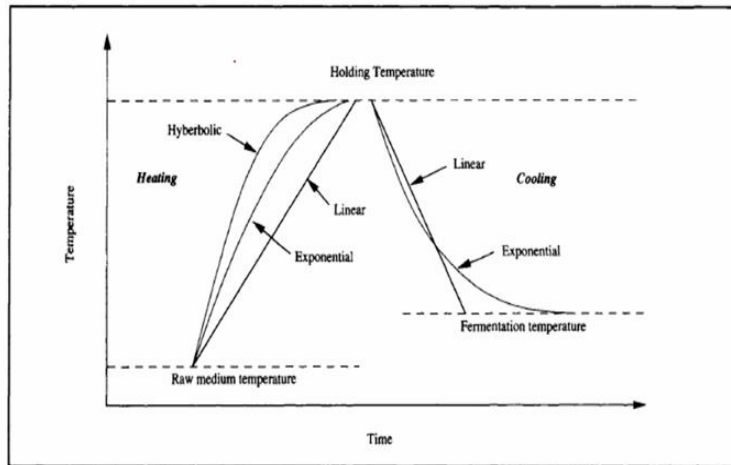 Holding Temperature
Hyberbolic
Heating
Linear
Cooling
Linear
Exponential
Exponential
Temperature
Fermentation temperature
Raw medium temperature
Time